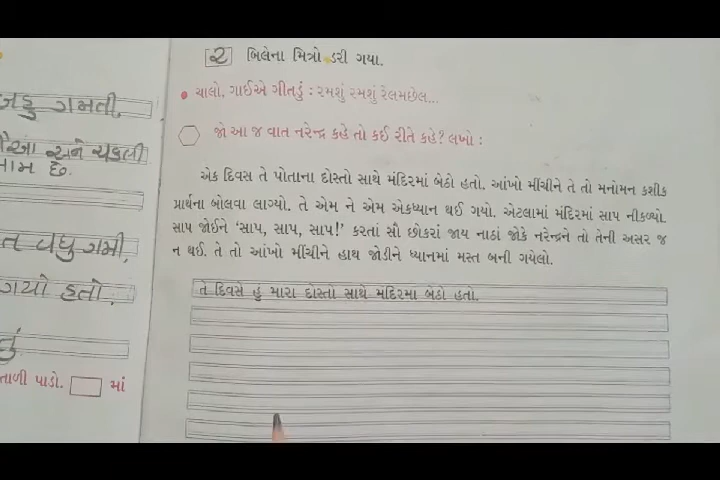 જાદુ ગમતી.
અને ચકલી
નામ છે.
ત વધુ ગમી.
ગયો હતો.
તાળી પાડો. માં
2 બિલેના મિત્રો ડરી ગયા.
• ચાલો, ગાઈએ ગીતડું : રમશું રમશું રેલમછેલ...
જો આ જ વાત નરેન્દ્ર કહે તો કઈ રીતે કહે? લખો :
એક દિવસ તે પોતાના દોસ્તો સાથે મંદિરમાં બેઠો હતો. આંખો મીંચીને તે તો મનોમન કશીક
પ્રાર્થના બોલવા લાગ્યો. તે એમ ને એમ એકધ્યાન થઈ ગયો. એટલામાં મંદિરમાં સાપ નીકળ્યો.
સાપ જોઈને ‘સાપ, સાપ, સાપ!’ કરતાં સૌ છોકરાં જાય નાઠાં જોકે નરેન્દ્રને તો તેની અસર જ
ન થઈ. તે તો આંખો મીંચીને હાથ જોડીને ધ્યાનમાં મસ્ત બની ગયેલો.
તે દિવસે હું મારા દોસ્તો સાથે મંદિરમા બેઠો હતો.